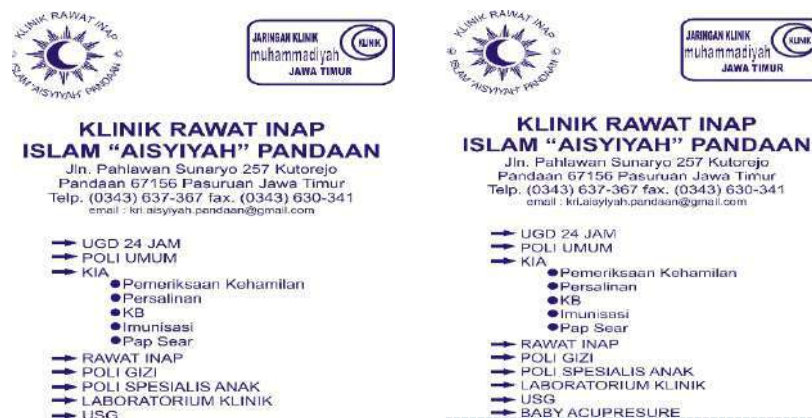 KLINIK RAWAT INAP
ISLAM AISYIYAH PANDAAN
JARINGAN KLINIK
muhammadiyah
JAWA TIMUR
KLINIK
KLINIK RAWAT INAP
ISLAM “AISYIYAH” PANDAAN
Jln. Pahlawan Sunaryo 257 Kutorejo
Pandaan 67156 Pasuruan Jawa Timur
Telp. (0343) 637-367 fax. (0343) 630-341
email : kri.aisyiyah.pandaan@gmail.com
UGD 24 JAM
POLI UMUM
KIA
Pemeriksaan Kehamilan
Persalinan
KB
Imunisasi
Pap Sear
RAWAT INAP
POLI GIZI
POLI SPESIALIS ANAK
LABORATORIUM KLINIK
USG
KLINIK RAWAT INAP
ISLAM AISYIYAH PANDAAN
JARINGAN KLINIK
muhammadiyah
JAWA TIMUR
KLINIK
KLINIK RAWAT INAP
ISLAM “AISYIYAH” PANDAAN
Jln. Pahlawan Sunaryo 257 Kutorejo
Pandaan 67156 Pasuruan Jawa Timur
Telp. (0343) 637-367 fax. (0343) 630-341
email : kri.aisyiyah.pandaan@gmail.com
UGD 24 JAM
POLI UMUM
KIA
Pemeriksaan Kehamilan
Persalinan
KB
Imunisasi
Pap Sear
RAWAT INAP
POLI GIZI
POLI SPESIALIS ANAK
LABORATORIUM KLINIK
USG
BABY ACUPRESURE